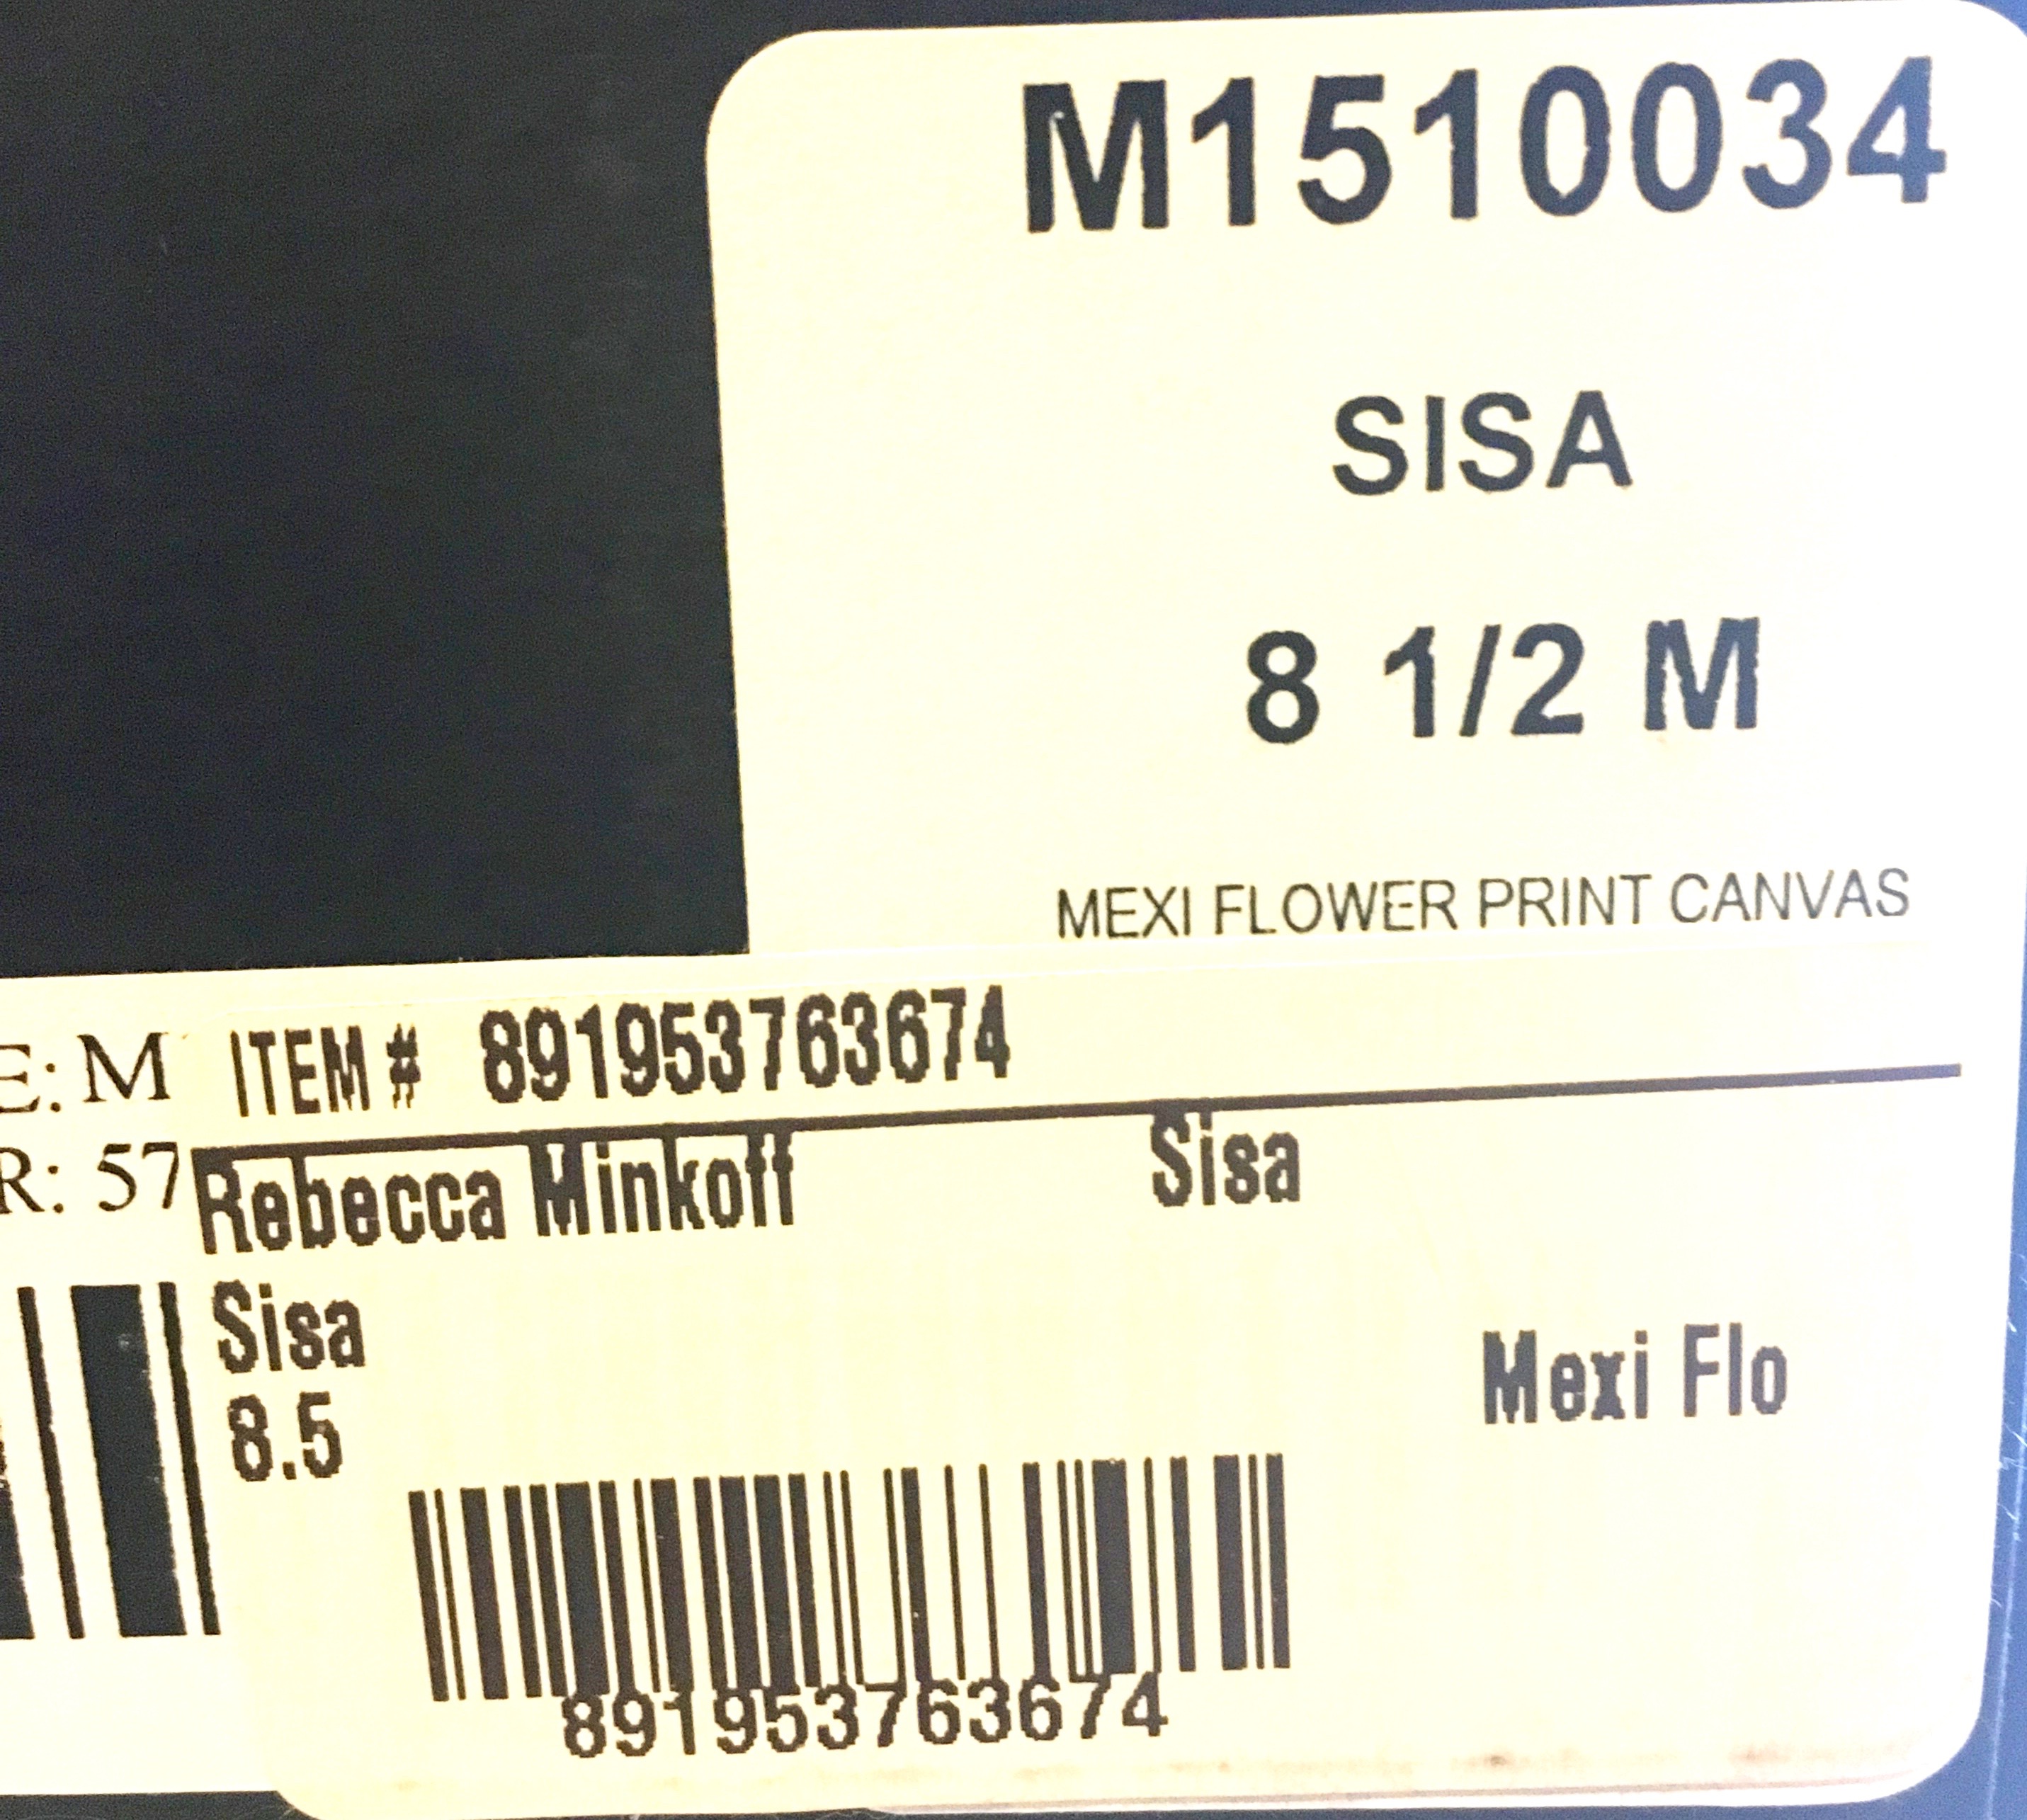 M1510034
SISA
8 1/2 M
MEXI FLOWER PRINT CANVAS
E: M
ITEM # 891953763674
R: 57
Rebecca Minkoff Sisa
Sisa
Mexi Flo
8.5
891953763674